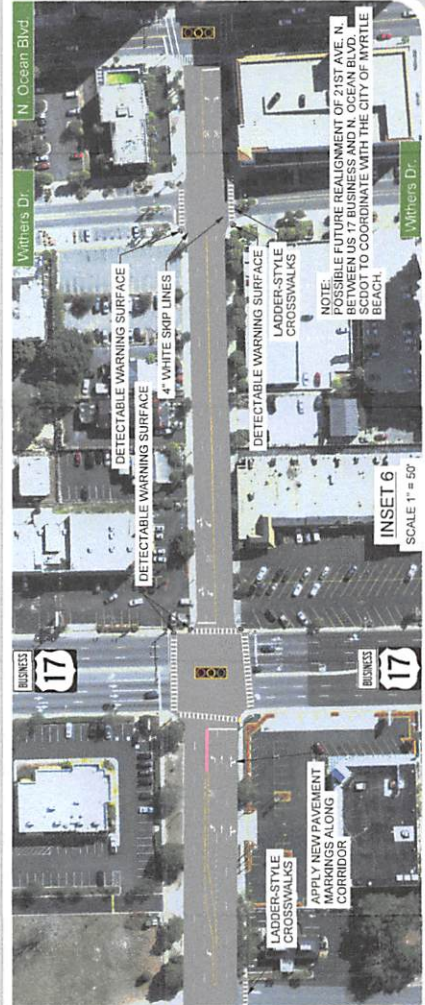 N. Ocean Blvd.
Withers Dr.
DETECTABLE WARNING SURFACE
4" WHITE SKIP LINES
DETECTABLE WARNING SURFACE
BUSINESS
17
DETECTABLE WARNING SURFACE
LADDER-STYLE
CROSSWALKS
NOTE:
POSSIBLE FUTURE REALIGNMENT OF 21ST AVE. N.
BETWEEN US 17 BUSINESS AND N. OCEAN BLVD.
SCDOT TO COORDINATE WITH THE CITY OF MYRTLE
BEACH.
Withers Dr.
INSET 6
SCALE 1" = 50'
BUSINESS
17
LADDER-STYLE
CROSSWALKS
APPLY NEW PAVEMENT
MARKINGS ALONG
CORRIDOR